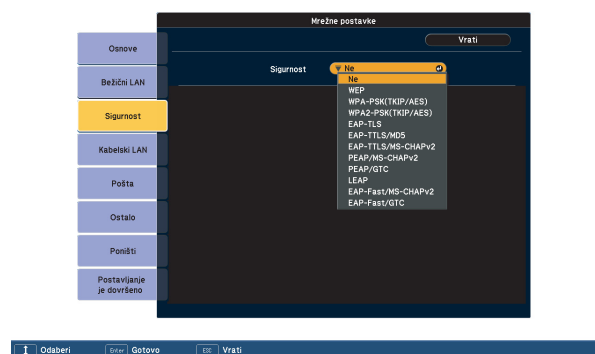 Mrežne postavke
Vrati
Osnove
Bežični LAN
Sigurnost
Kabelski LAN
Pošta
Ostalo
Poništi
Postavljanje
je dovršeno
Sigurnost
Ne
Ne
WEP
WPA-PSK(TKIP/AES)
WPA2-PSK(TKIP/AES)
EAP-TLS
EAP-TTLS/MD5
EAP-TTLS/MS-CHAPv2
PEAP/MS-CHAPv2
PEAP/GTC
LEAP
EAP-Fast/MS-CHAPv2
EAP-Fast/GTC
Odaberi Enter Gotovo ESC Vrati